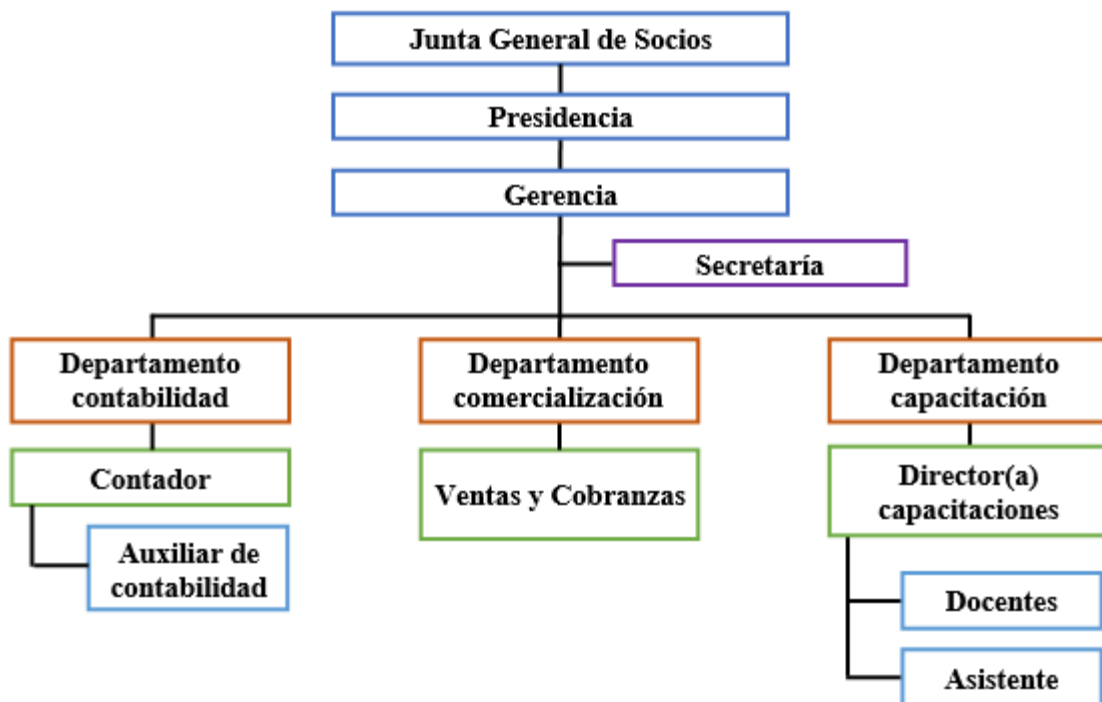 Junta General de Socios
Presidencia
Gerencia
Secretaría
Departamento
contabilidad
Departamento
comercialización
Departamento
capacitación
Contador
Ventas y Cobranzas
Director(a)
capacitaciones
Auxiliar de
contabilidad
Docentes
Asistente